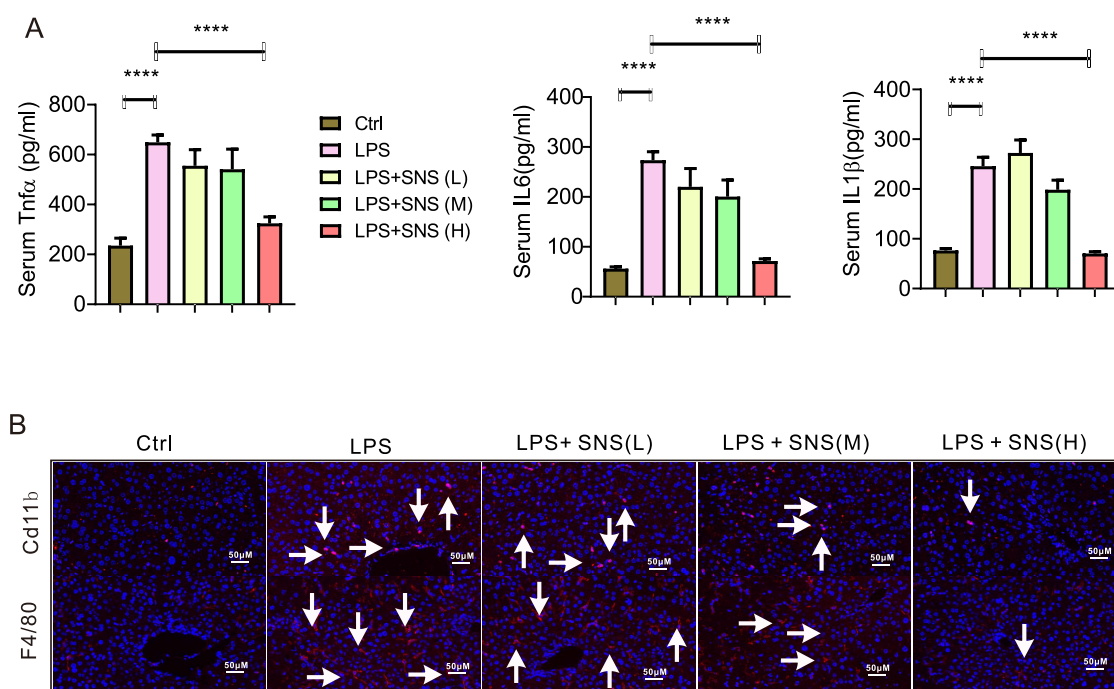 A
****
****
Serum Tnfα (pg/ml)
800
600
400
200
0
Ctrl
LPS
LPS+SNS (L)
LPS+SNS (M)
LPS+SNS (H)
****
****
Serum IL6(pg/ml)
400
300
200
100
0
****
****
Serum IL1β(pg/ml)
400
300
200
100
0
B
Ctrl
LPS
LPS+ SNS(L)
LPS + SNS(M)
LPS + SNS(H)
Cd11b
50μM
50μM
50μM
50μM
50μM
F4/80
50μM
50μM
50μM
50μM
50μM